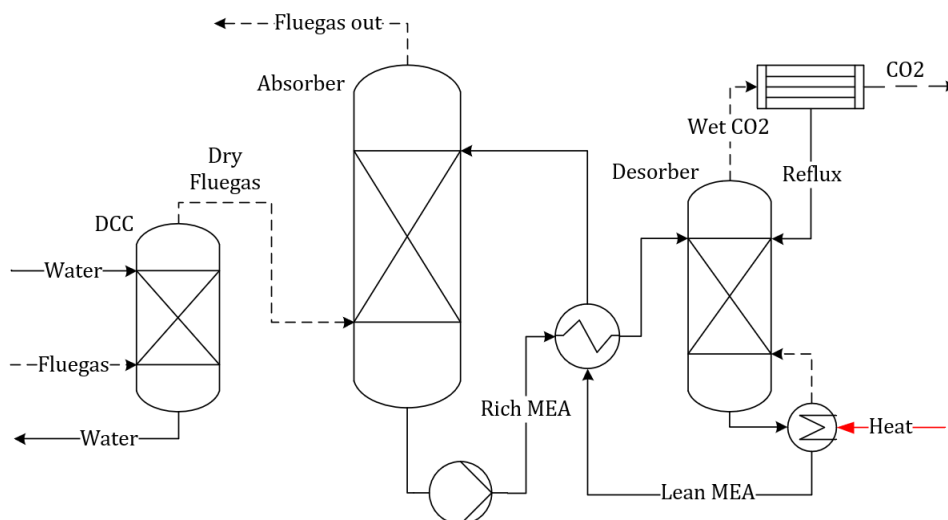 Fluegas out
Absorber
CO2
Wet CO2
Dry
Fluegas
Desorber
Reflux
DCC
Water
Fluegas
Rich MEA
Heat
Water
Lean MEA